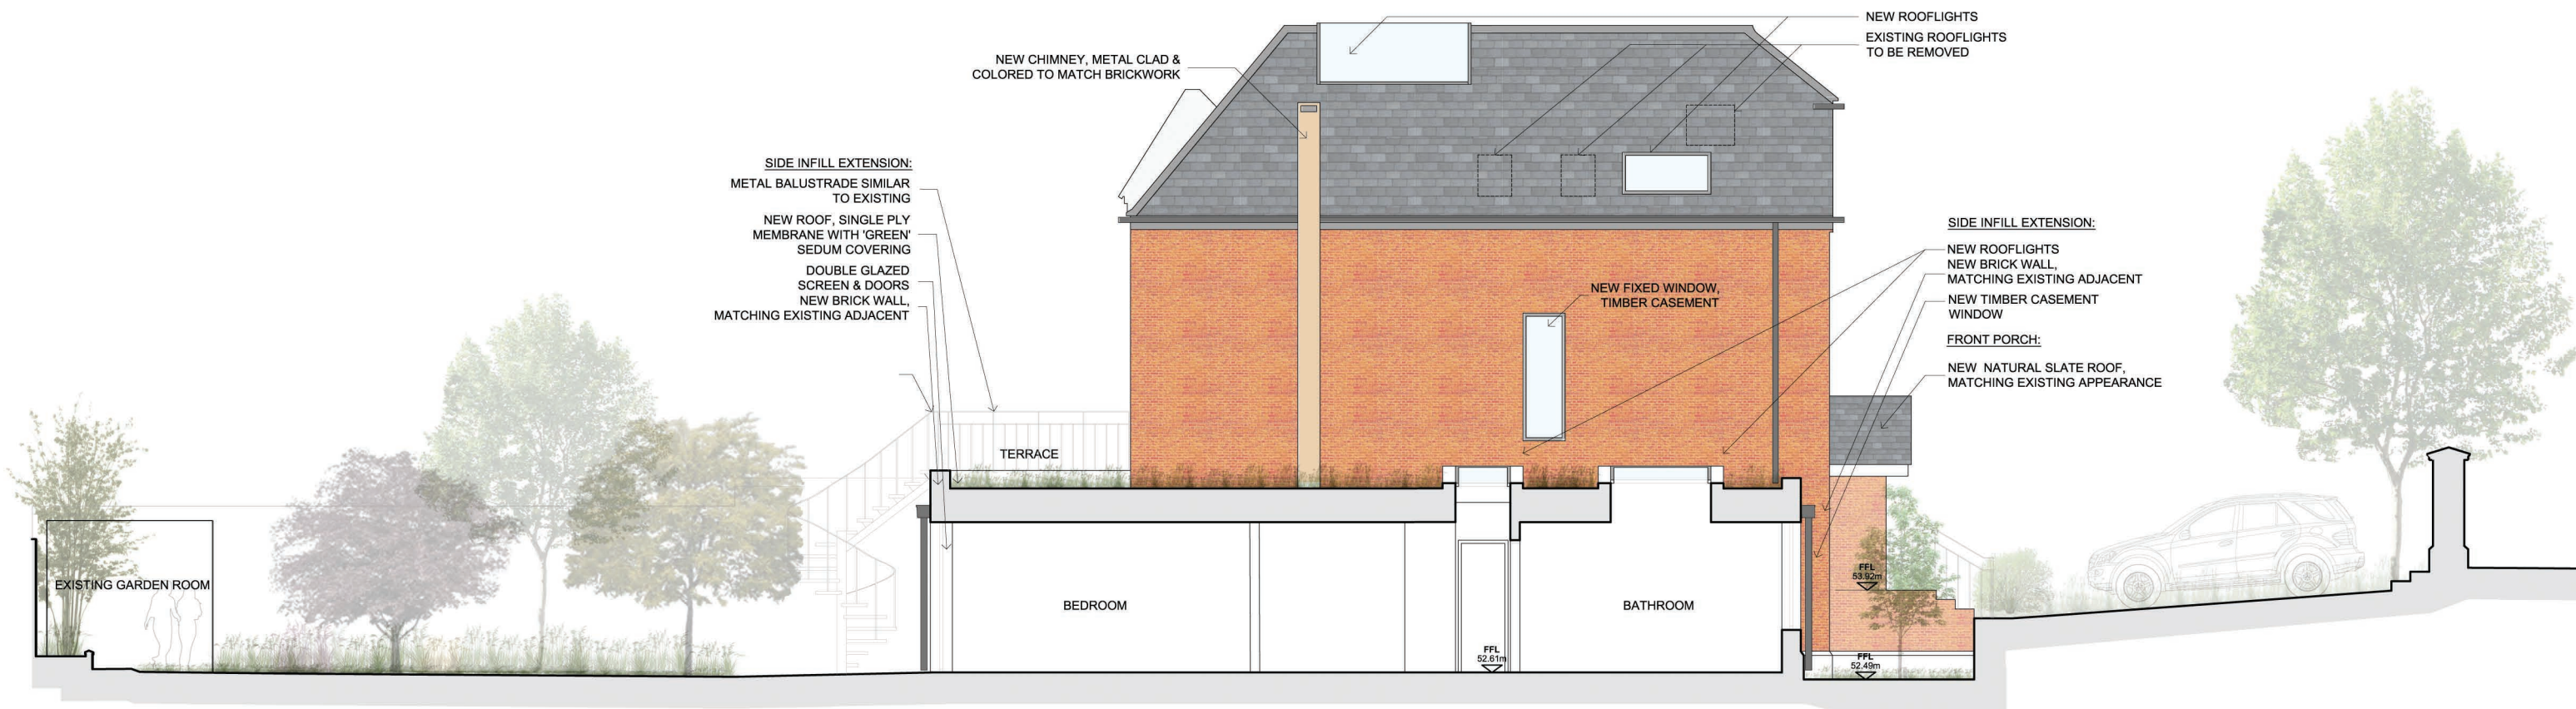 NEW ROOFLIGHTS
EXISTING ROOFLIGHTS
TO BE REMOVED
NEW CHIMNEY, METAL CLAD &
COLORED TO MATCH BRICKWORK
SIDE INFILL EXTENSION:
METAL BALUSTRADE SIMILAR
TO EXISTING
NEW ROOF, SINGLE PLY
MEMBRANE WITH 'GREEN'
SEDUM COVERING
DOUBLE GLAZED
SCREEN & DOORS
NEW BRICK WALL,
MATCHING EXISTING ADJACENT
NEW FIXED WINDOW,
TIMBER CASEMENT
SIDE INFILL EXTENSION:
NEW ROOFLIGHTS
NEW BRICK WALL,
MATCHING EXISTING ADJACENT
NEW TIMBER CASEMENT
WINDOW
FRONT PORCH:
NEW NATURAL SLATE ROOF,
MATCHING EXISTING APPEARANCE
TERRACE
EXISTING GARDEN ROOM
BEDROOM
BATHROOM
FFL
53.92m
FFL
52.61m
FFL
52.49m